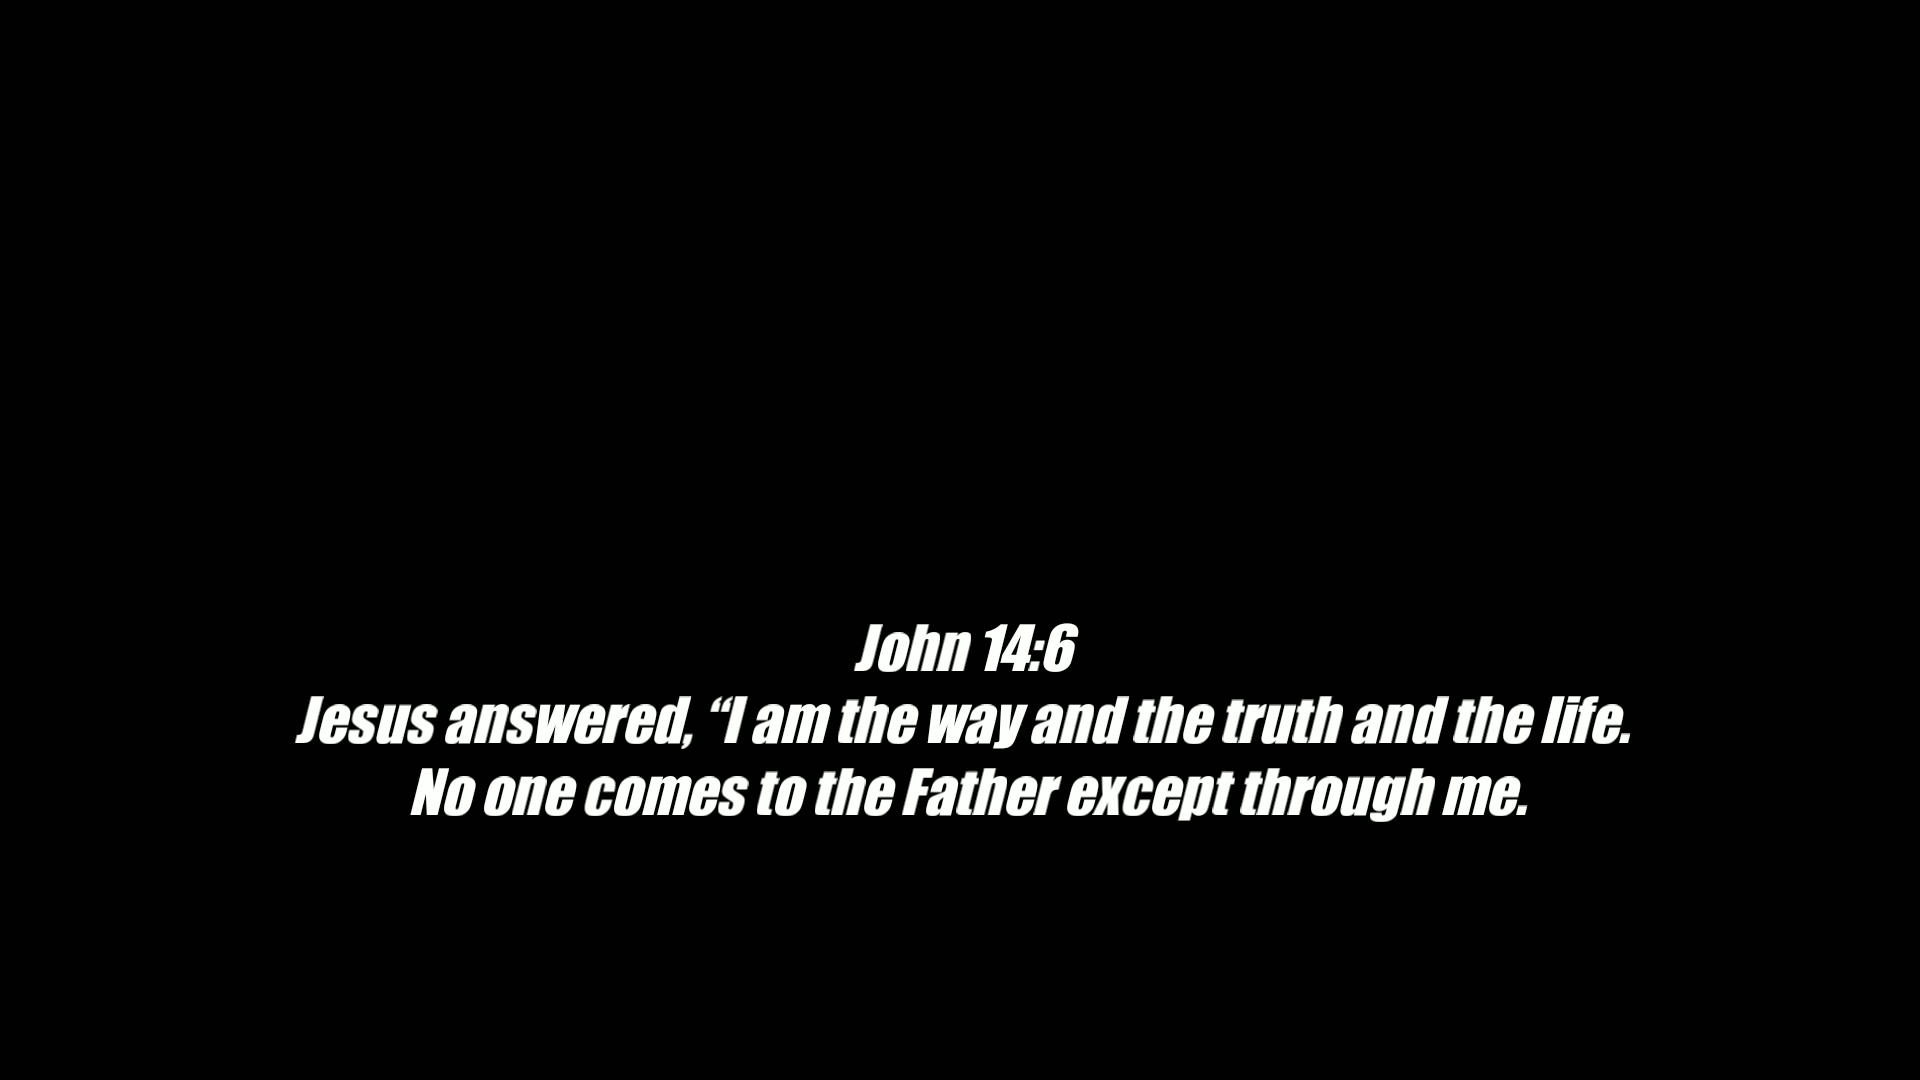 John 14:6
Jesus answered, “I am the way and the truth and the life.
No one comes to the Father except through me.